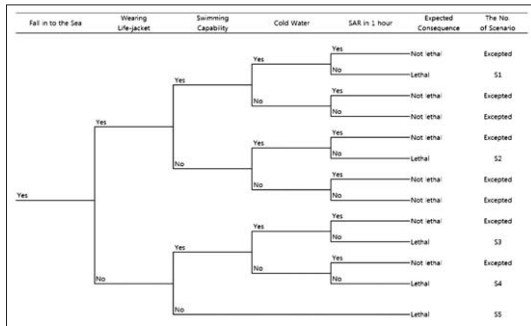 Fall in to the Sea Wearing Life-jacket Swimming Capability Cold Water SAR in 1 hour Expected Consequence The No. of Scenario
Yes Not lethal Excepted
Yes
No Lethal S1
Yes
Yes Not lethal Excepted
No
No Not lethal Excepted
Yes
Yes Not lethal Excepted
Yes
No Lethal S2
No
Yes Not lethal Excepted
No
No Not lethal Excepted
Yes
Yes Not lethal Excepted
Yes
No Lethal S3
Yes
Yes Not lethal Excepted
No
No Lethal S4
No
No Lethal S5